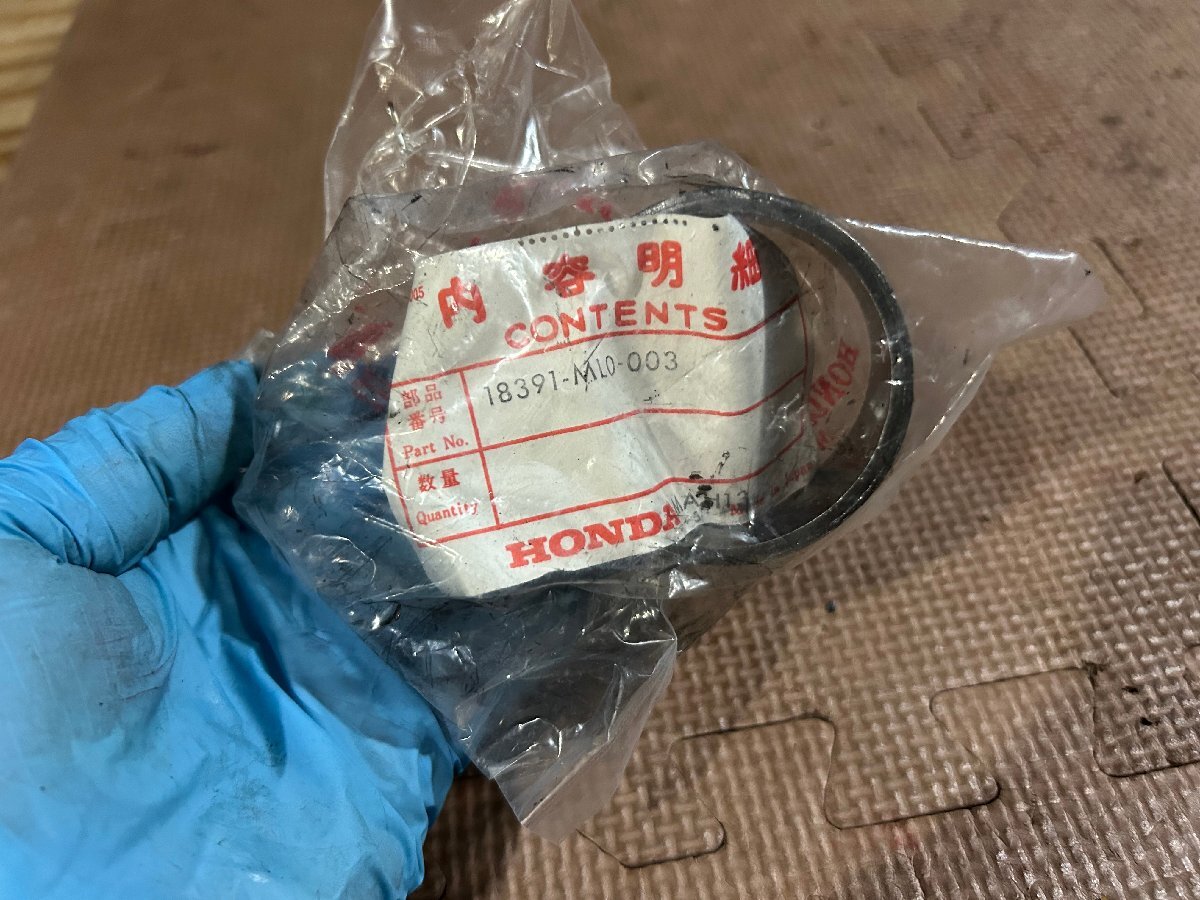 内容明細
CONTENTS
部品
番号
Part No.
18391-ML0-003
数量
Quantity
HONDA